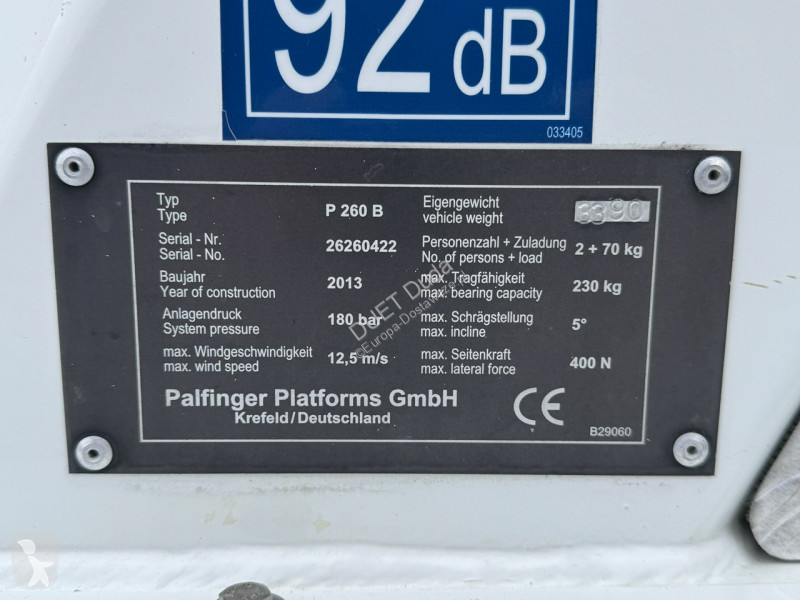 92 dB
033405
Typ
Type
P 260 B
Eigengewicht
vehicle weight
3390
Serial - Nr.
Serial - No.
26260422
Personenzahl + Zuladung
No. of persons + load
2 + 70 kg
Baujahr
Year of construction
2013
max. Tragfähigkeit
max. bearing capacity
230 kg
Anlagendruck
System pressure
180 bar
max. Schrägstellung
max. incline
5°
max. Windgeschwindigkeit
max. wind speed
12,5 m/s
max. Seitenkraft
max. lateral force
400 N
Palfinger Platforms GmbH
Krefeld/Deutschland
CE
B29060
DUET Duda